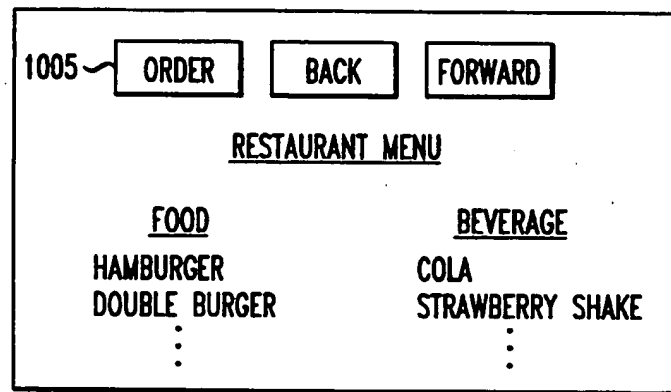 1005 ORDER BACK FORWARD
RESTAURANT MENU
FOOD BEVERAGE
HAMBURGER COLA
DOUBLE BURGER STRAWBERRY SHAKE